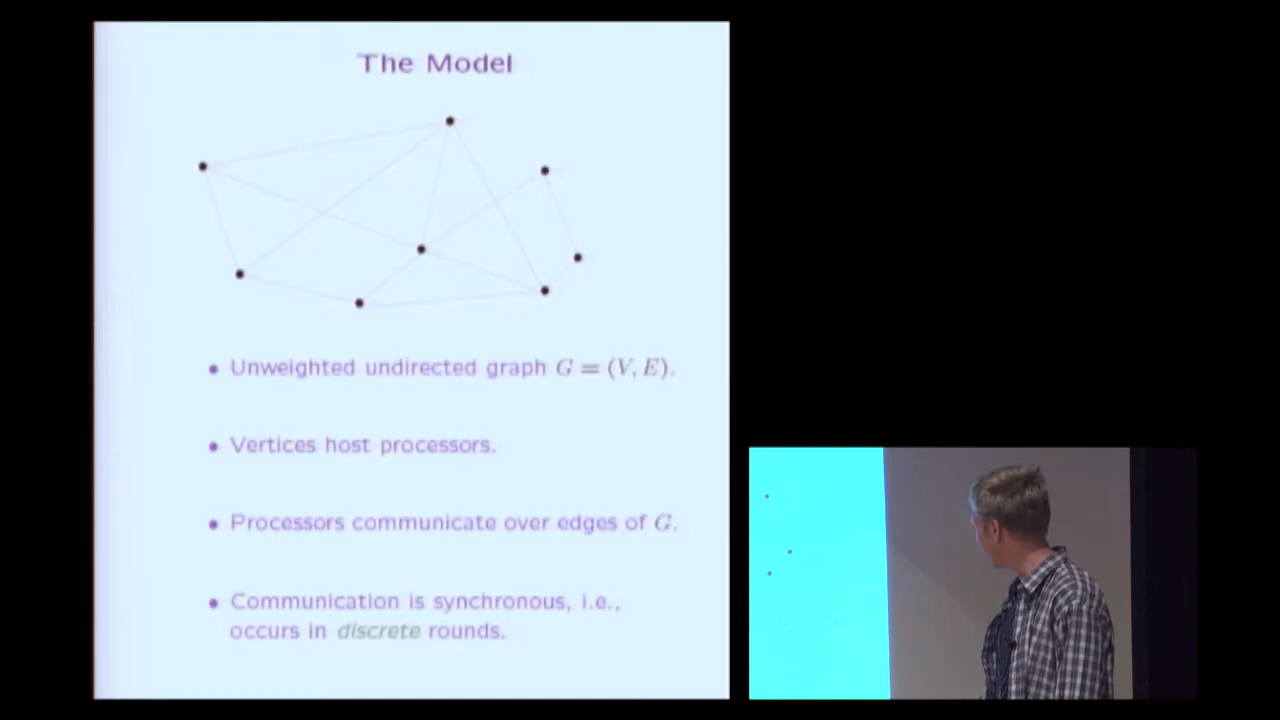 The Model
• Unweighted undirected graph G = (V, E).
• Vertices host processors.
• Processors communicate over edges of G.
• Communication is synchronous, i.e.,
occurs in discrete rounds.